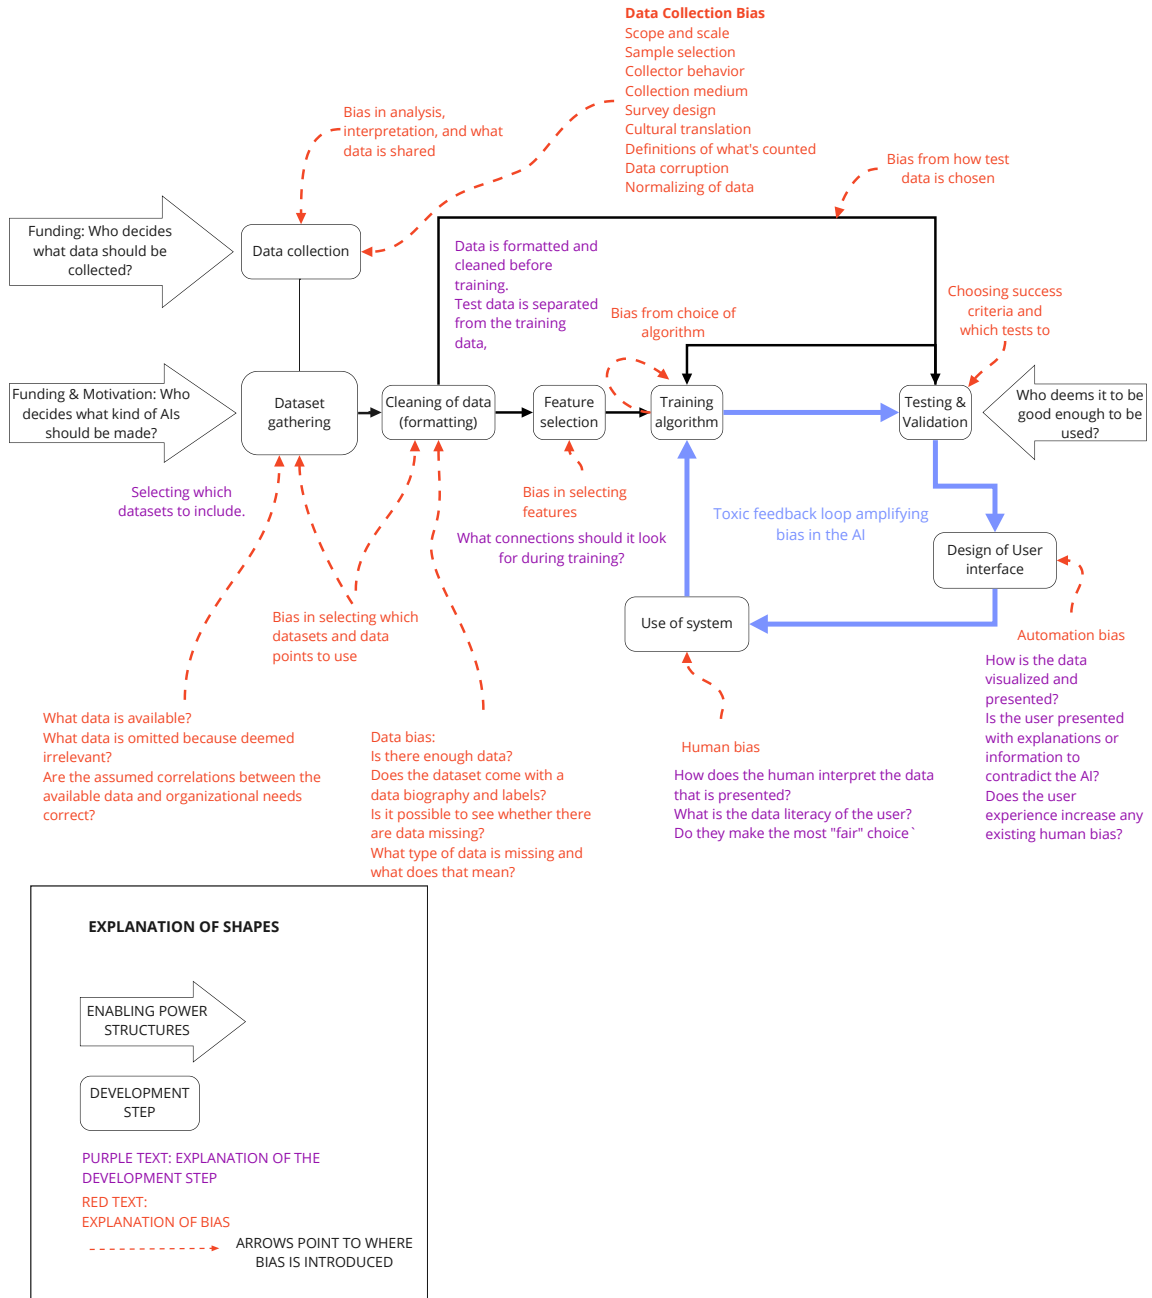 Data Collection Bias
Scope and scale
Sample selection
Collector behavior
Collection medium
Survey design
Cultural translation
Definitions of what's counted
Data corruption
Normalizing of data
Bias in analysis,
interpretation, and what
data is shared
Bias from how test
data is chosen
Funding: Who decides
what data should be
collected?
Data collection
Data is formatted and
cleaned before
training.
Test data is separated
from the training
data,
Bias from choice of
algorithm
Choosing success
criteria and
which tests to
Funding & Motivation: Who
decides what kind of AIs
should be made?
Dataset
gathering
Cleaning of data
(formatting)
Feature
selection
Training
algorithm
Testing &
Validation
Who deems it to be
good enough to be
used?
Selecting which
datasets to include.
Bias in selecting
features
What connections should it look
for during training?
Toxic feedback loop amplifying
bias in the AI
Design of User
interface
Bias in selecting which
datasets and data
points to use
Use of system
Automation bias
How is the data
visualized and
presented?
Is the user presented
with explanations or
information to
contradict the AI?
Does the user
experience increase any
existing human bias?
What data is available?
What data is omitted because deemed
irrelevant?
Are the assumed correlations between the
available data and organizational needs
correct?
Data bias:
Is there enough data?
Does the dataset come with a
data biography and labels?
Is it possible to see whether there
are data missing?
What type of data is missing and
what does that mean?
Human bias
How does the human interpret the data
that is presented?
What is the data literacy of the user?
Do they make the most "fair" choice`
EXPLANATION OF SHAPES
ENABLING POWER
STRUCTURES
DEVELOPMENT
STEP
PURPLE TEXT: EXPLANATION OF THE
DEVELOPMENT STEP
RED TEXT:
EXPLANATION OF BIAS
ARROWS POINT TO WHERE
BIAS IS INTRODUCED